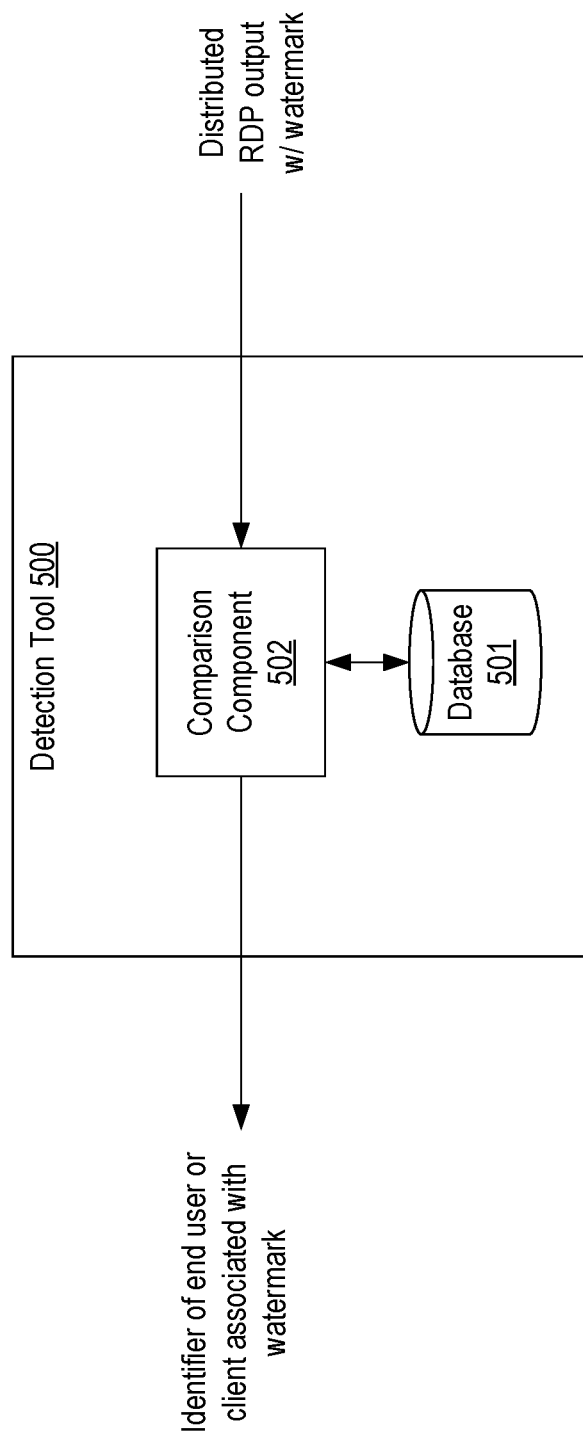 Detection Tool 500
Identifier of end user or
client associated with
watermark
Comparison
Component
502
Distributed
RDP output
w/ watermark
Database
501